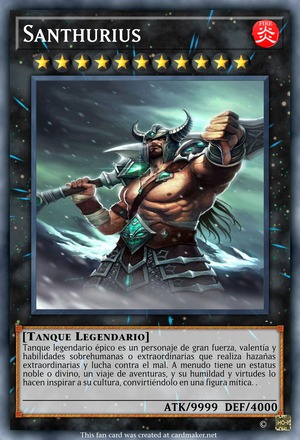 Santhurius
FIRE
炎
[Tanque Legendario]
Tanque legendario épico es un personaje de gran fuerza, valentía y
habilidades sobrehumanas o extraordinarias que realiza hazañas
extraordinarias y lucha contra el mal. A menudo tiene un estatus
noble o divino, un viaje de aventuras, y su humildad y virtudes lo
hacen inspirar a su cultura, convirtiéndolo en una figura mítica. .
ATK/9999 DEF/4000
©
This fan card was created at cardmaker.net